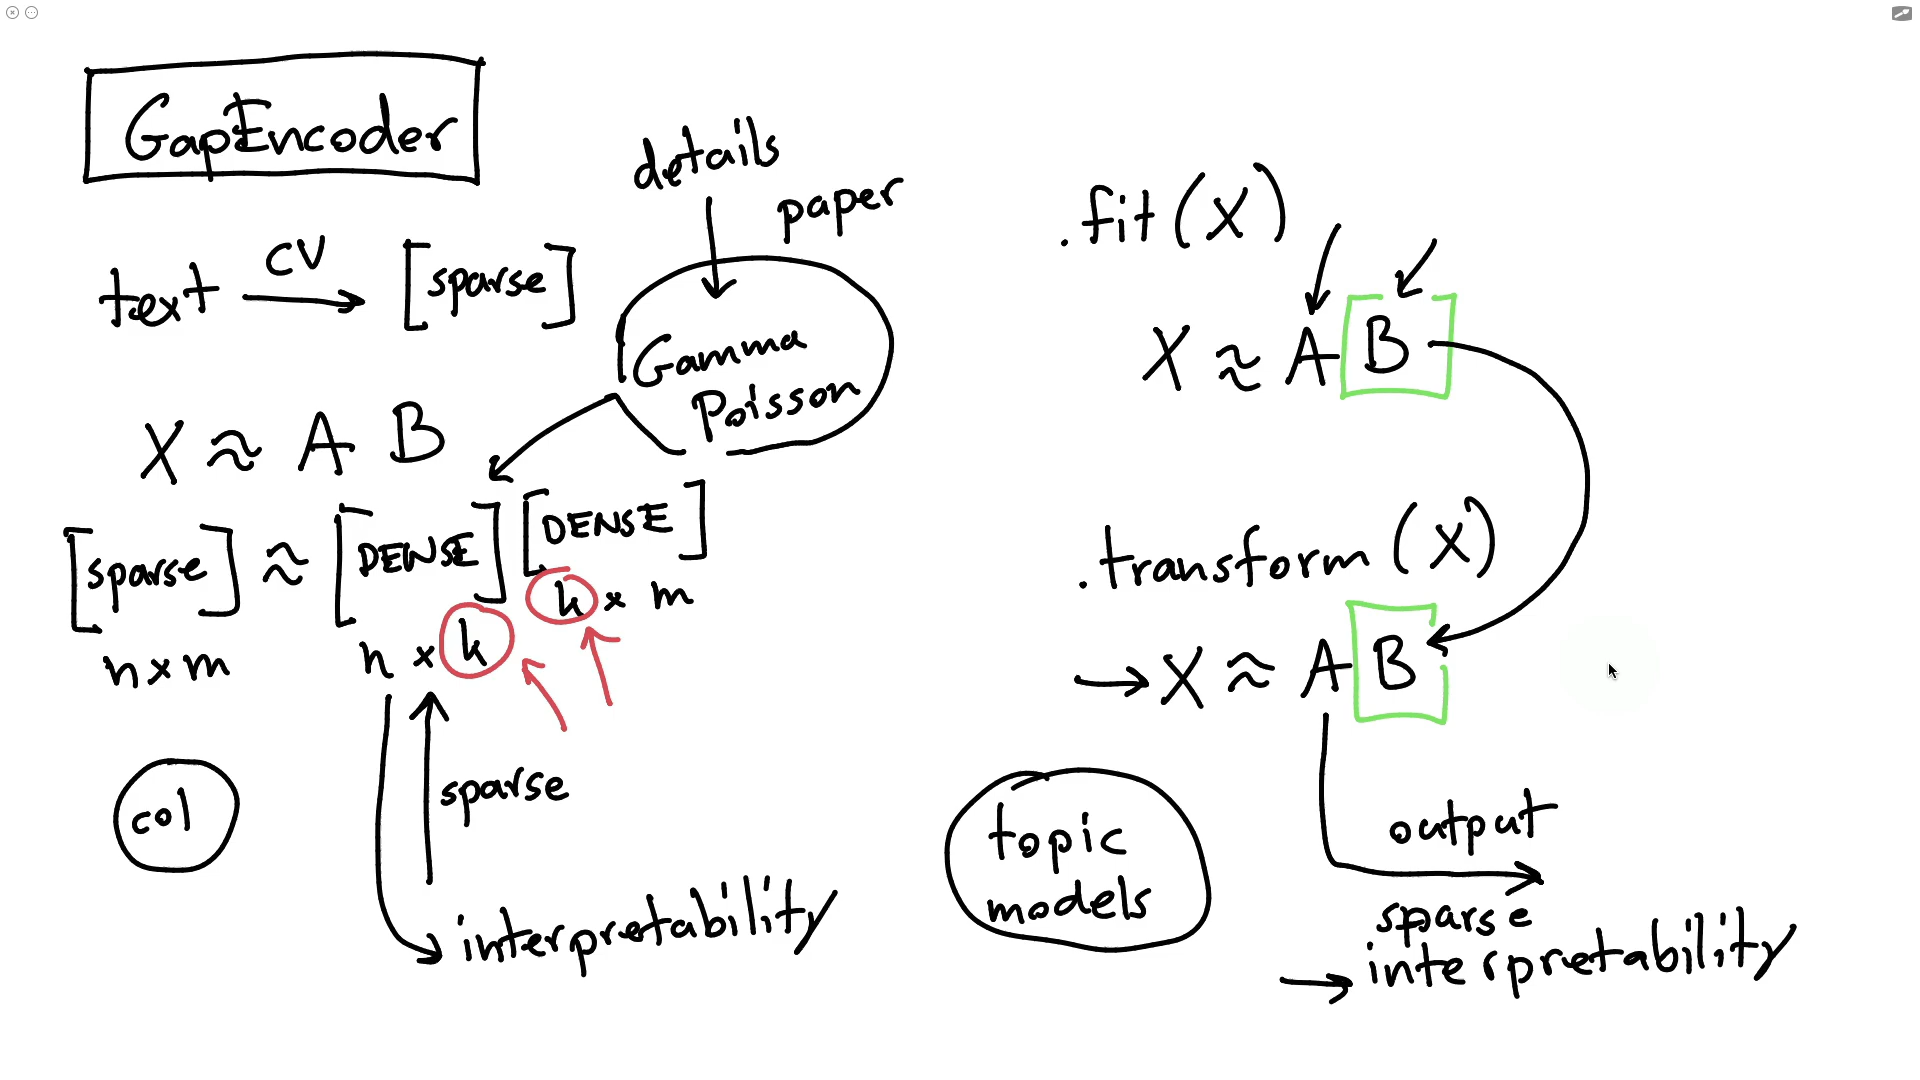 GapEncoder
details
paper
text CV [sparse]
Gamma
Poisson
X ≈ A B
[sparse] ≈ [DENSE] [DENSE]
n x m
n x k
k x m
sparse
col
interpretability
.fit(X)
X ≈ A B
.transform(X)
→ X ≈ A B
topic
models
output
sparse
→ interpretability